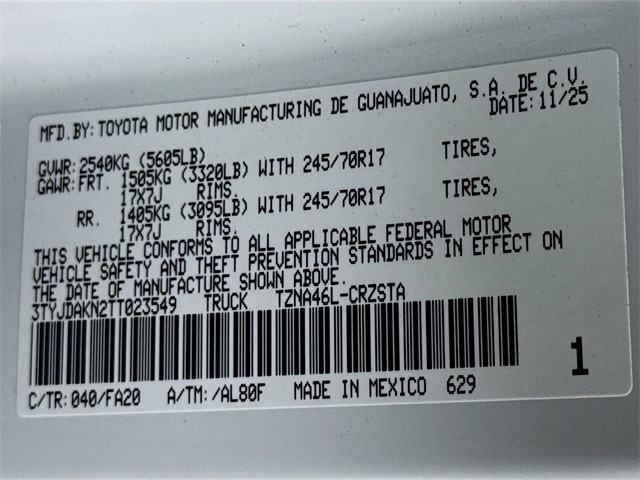 MFD.BY:TOYOTA MOTOR MANUFACTURING DE GUANAJUATO, S.A. DE C.V.
DATE:11/25
GVWR:2540KG (5605LB)
GAWR:FRT. 1505KG (3320LB) WITH 245/70R17 TIRES,
17X7J RIMS.
RR. 1405KG (3095LB) WITH 245/70R17 TIRES,
17X7J RIMS.
THIS VEHICLE CONFORMS TO ALL APPLICABLE FEDERAL MOTOR
VEHICLE SAFETY AND THEFT PREVENTION STANDARDS IN EFFECT ON
THE DATE OF MANUFACTURE SHOWN ABOVE.
3TYJDAKN2TT023549 TRUCK TZNA46L-CRZSTA
1
C/TR:040/FA20 A/TM:/AL80F MADE IN MEXICO 629